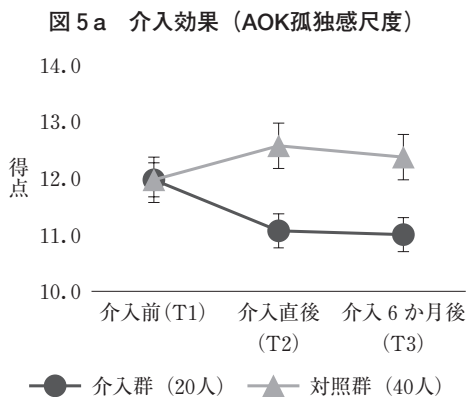 図 5 a　介入効果（AOK孤独感尺度）
14. 0
13. 0
12. 0
11. 0
10. 0
得点
介入前(T1)　介入直後　介入 6 か月後
(T2)　(T3)
介入群（20人）　対照群（40人）